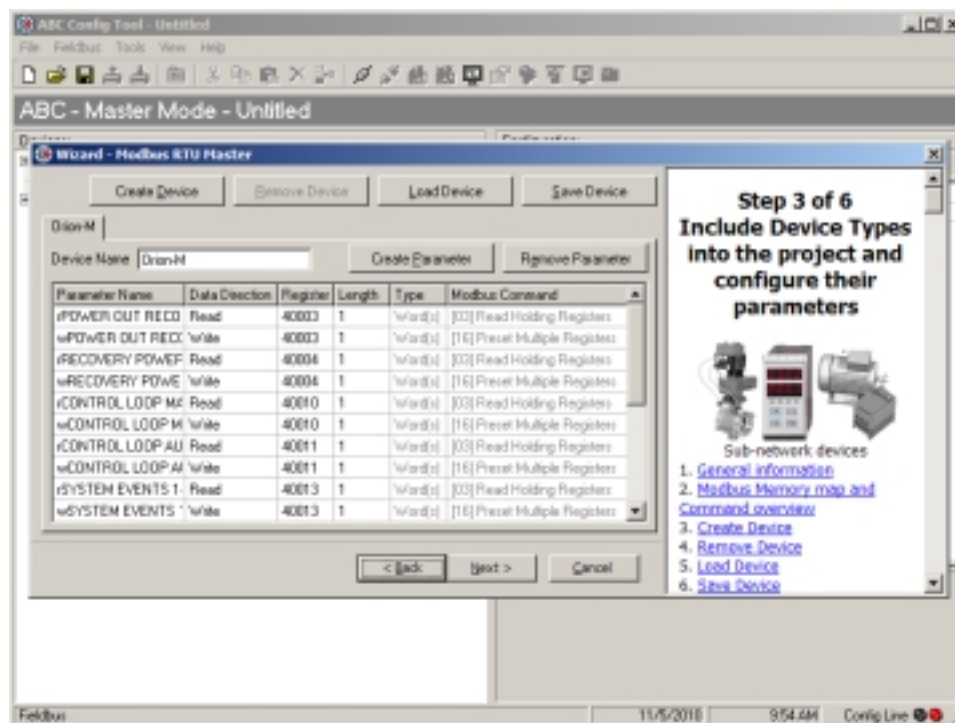 ABC Config Tool - Untitled
File Fieldbus Tools View Help
ABC - Master Mode - Untitled
Wizard - Modbus RTU Master
Create Device Remove Device Load Device Save Device
Orion-M
Device Name Orion-M Create Parameter Remove Parameter
Parameter Name Data Direction Register Length Type Modbus Command
rPOWER OUT RECO Read 40003 1 Word(s) [03] Read Holding Registers
wPOWER OUT RECO Write 40003 1 Word(s) [16] Preset Multiple Registers
rRECOVERY POWER Read 40004 1 Word(s) [03] Read Holding Registers
wRECOVERY POWE Write 40004 1 Word(s) [16] Preset Multiple Registers
rCONTROL LOOP MA Read 40010 1 Word(s) [03] Read Holding Registers
wCONTROL LOOP M Write 40010 1 Word(s) [16] Preset Multiple Registers
rCONTROL LOOP AU Read 40011 1 Word(s) [03] Read Holding Registers
wCONTROL LOOP AI Write 40011 1 Word(s) [16] Preset Multiple Registers
rSYSTEM EVENTS 1- Read 40013 1 Word(s) [03] Read Holding Registers
wSYSTEM EVENTS Write 40013 1 Word(s) [16] Preset Multiple Registers
< Back Next > Cancel
Step 3 of 6
Include Device Types
into the project and
configure their
parameters
Sub-network devices
1. General information
2. Modbus Memory map and
Command overview
3. Create Device
4. Remove Device
5. Load Device
6. Save Device
Fieldbus 11/5/2010 9:54 AM Config Line